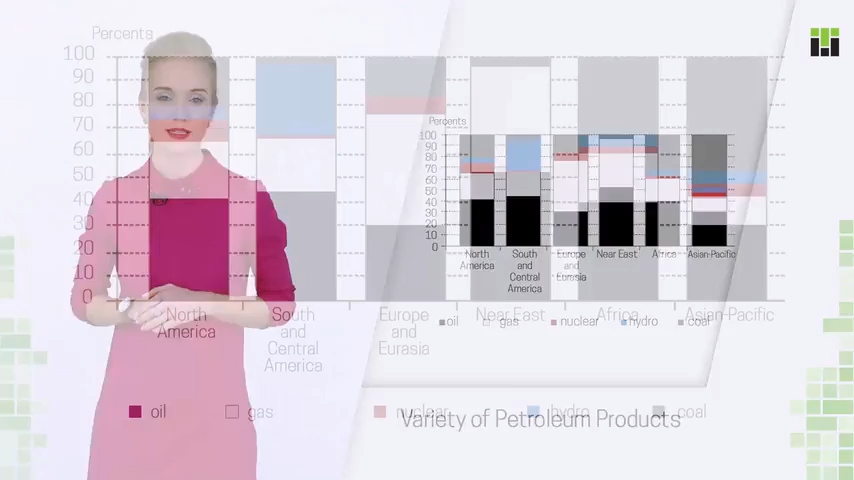 Percents
100
90
80
70
60
50
40
30
20
10
0
North America
South and Central America
Europe and Eurasia
Near East
Africa
Asian-Pacific
oil gas nuclear hydro coal
Percents
100
90
80
70
60
50
40
30
20
10
0
North America
South and Central America
Europe and Eurasia
Near East
Africa
Asian-Pacific
oil gas nuclear hydro coal
Variety of Petroleum Products